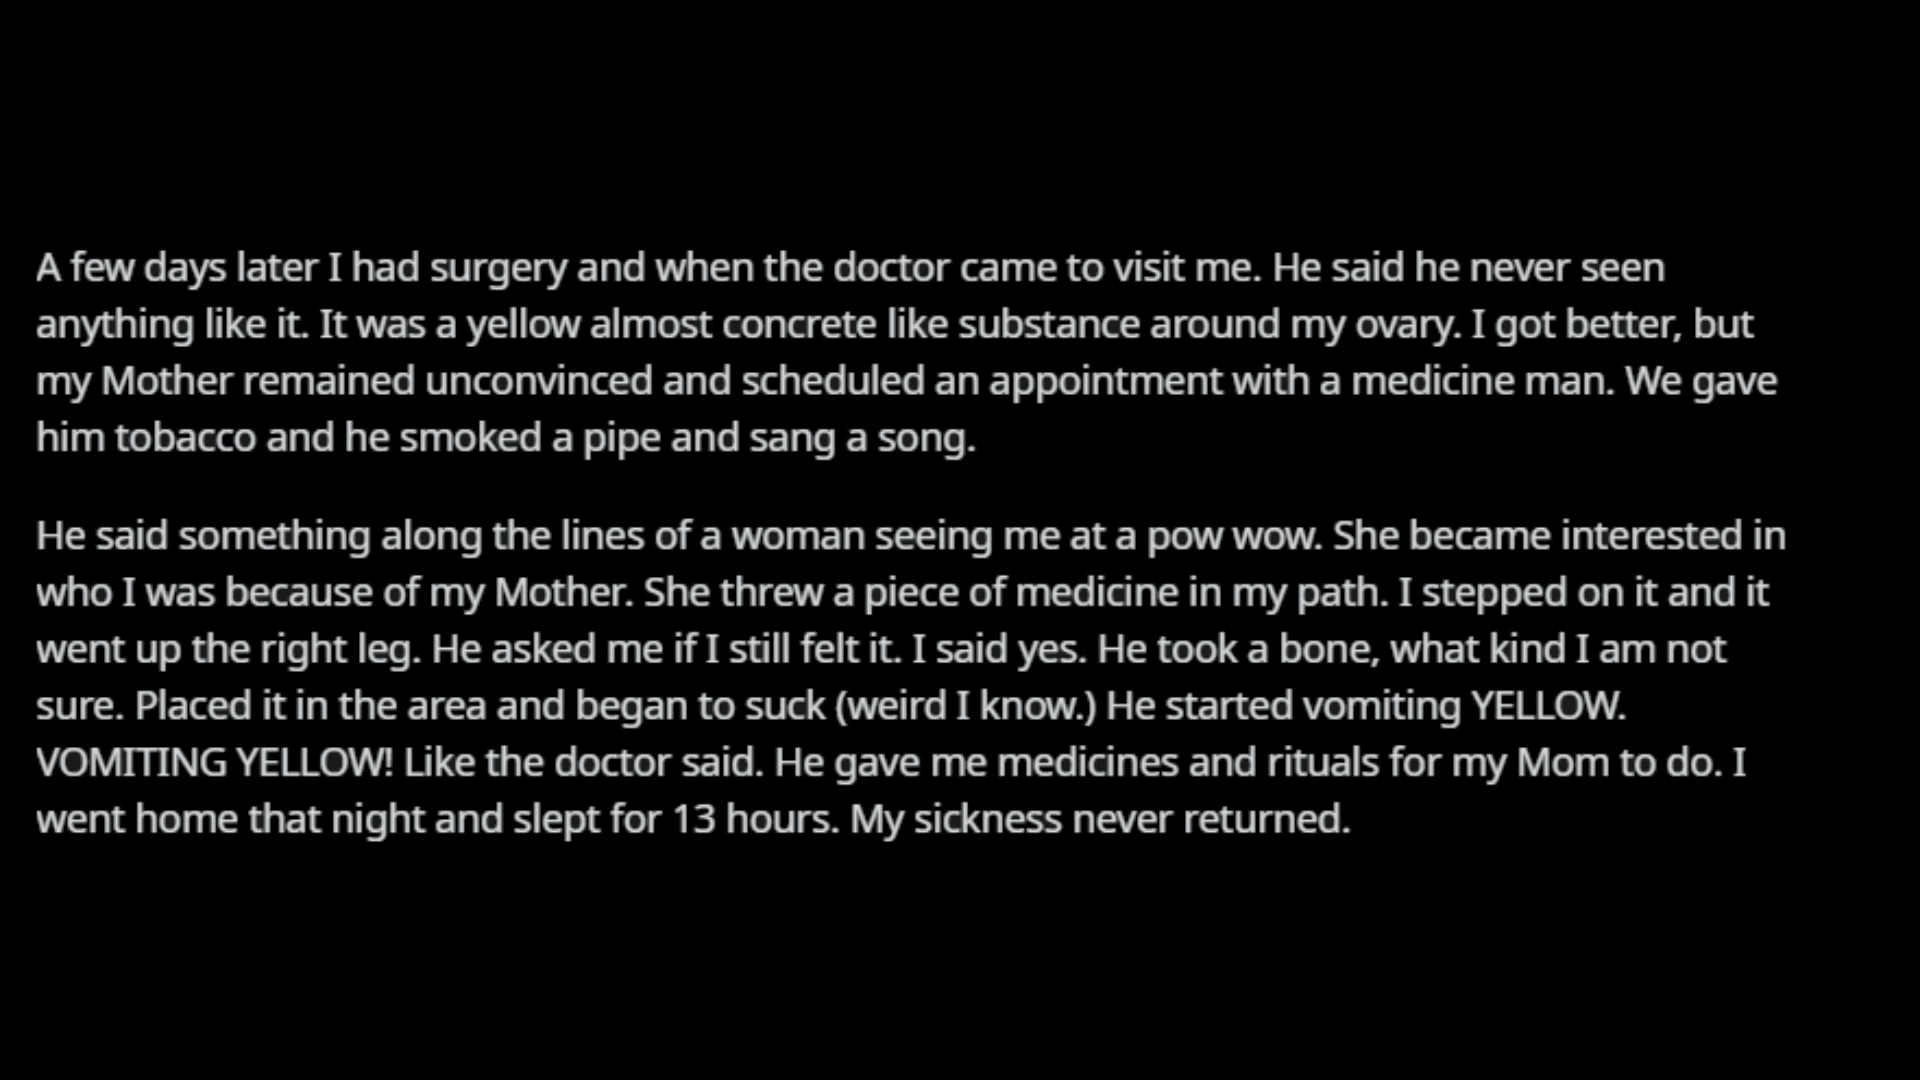 A few days later I had surgery and when the doctor came to visit me. He said he never seen
anything like it. It was a yellow almost concrete like substance around my ovary. I got better, but
my Mother remained unconvinced and scheduled an appointment with a medicine man. We gave
him tobacco and he smoked a pipe and sang a song.
He said something along the lines of a woman seeing me at a pow wow. She became interested in
who I was because of my Mother. She threw a piece of medicine in my path. I stepped on it and it
went up the right leg. He asked me if I still felt it. I said yes. He took a bone, what kind I am not
sure. Placed it in the area and began to suck (weird I know.) He started vomiting YELLOW.
VOMITING YELLOW! Like the doctor said. He gave me medicines and rituals for my Mom to do. I
went home that night and slept for 13 hours. My sickness never returned.